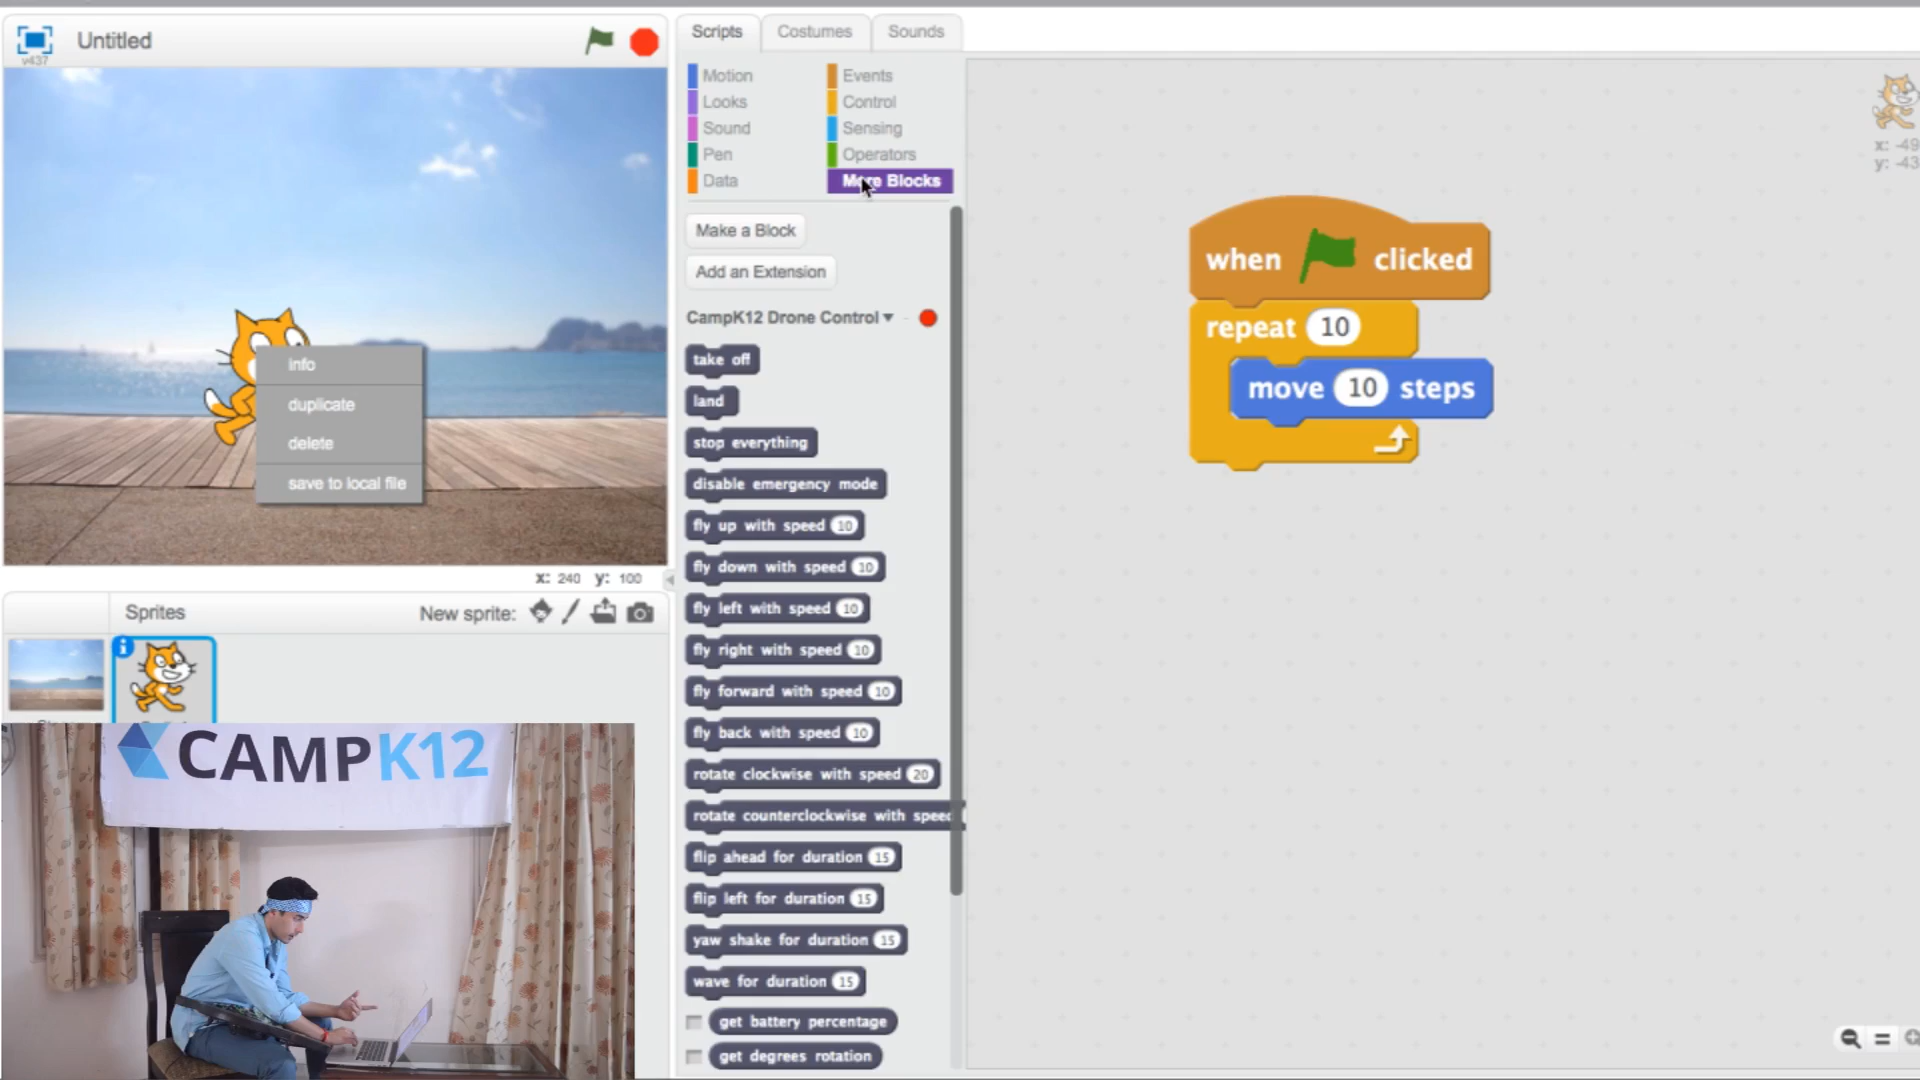 Untitled
v437
Scripts
Costumes
Sounds
Motion
Looks
Sound
Pen
Data
Events
Control
Sensing
Operators
More Blocks
Make a Block
Add an Extension
CampK12 Drone Control
take off
land
stop everything
disable emergency mode
fly up with speed 10
fly down with speed 10
fly left with speed 10
fly right with speed 10
fly forward with speed 10
fly back with speed 10
rotate clockwise with speed 20
rotate counterclockwise with speed
flip ahead for duration 15
flip left for duration 15
yaw shake for duration 15
wave for duration 15
get battery percentage
get degrees rotation
when clicked
repeat 10
move 10 steps
x: -49
y: -43
info
duplicate
delete
save to local file
x: 240 y: 100
Sprites
New sprite:
CAMPK12